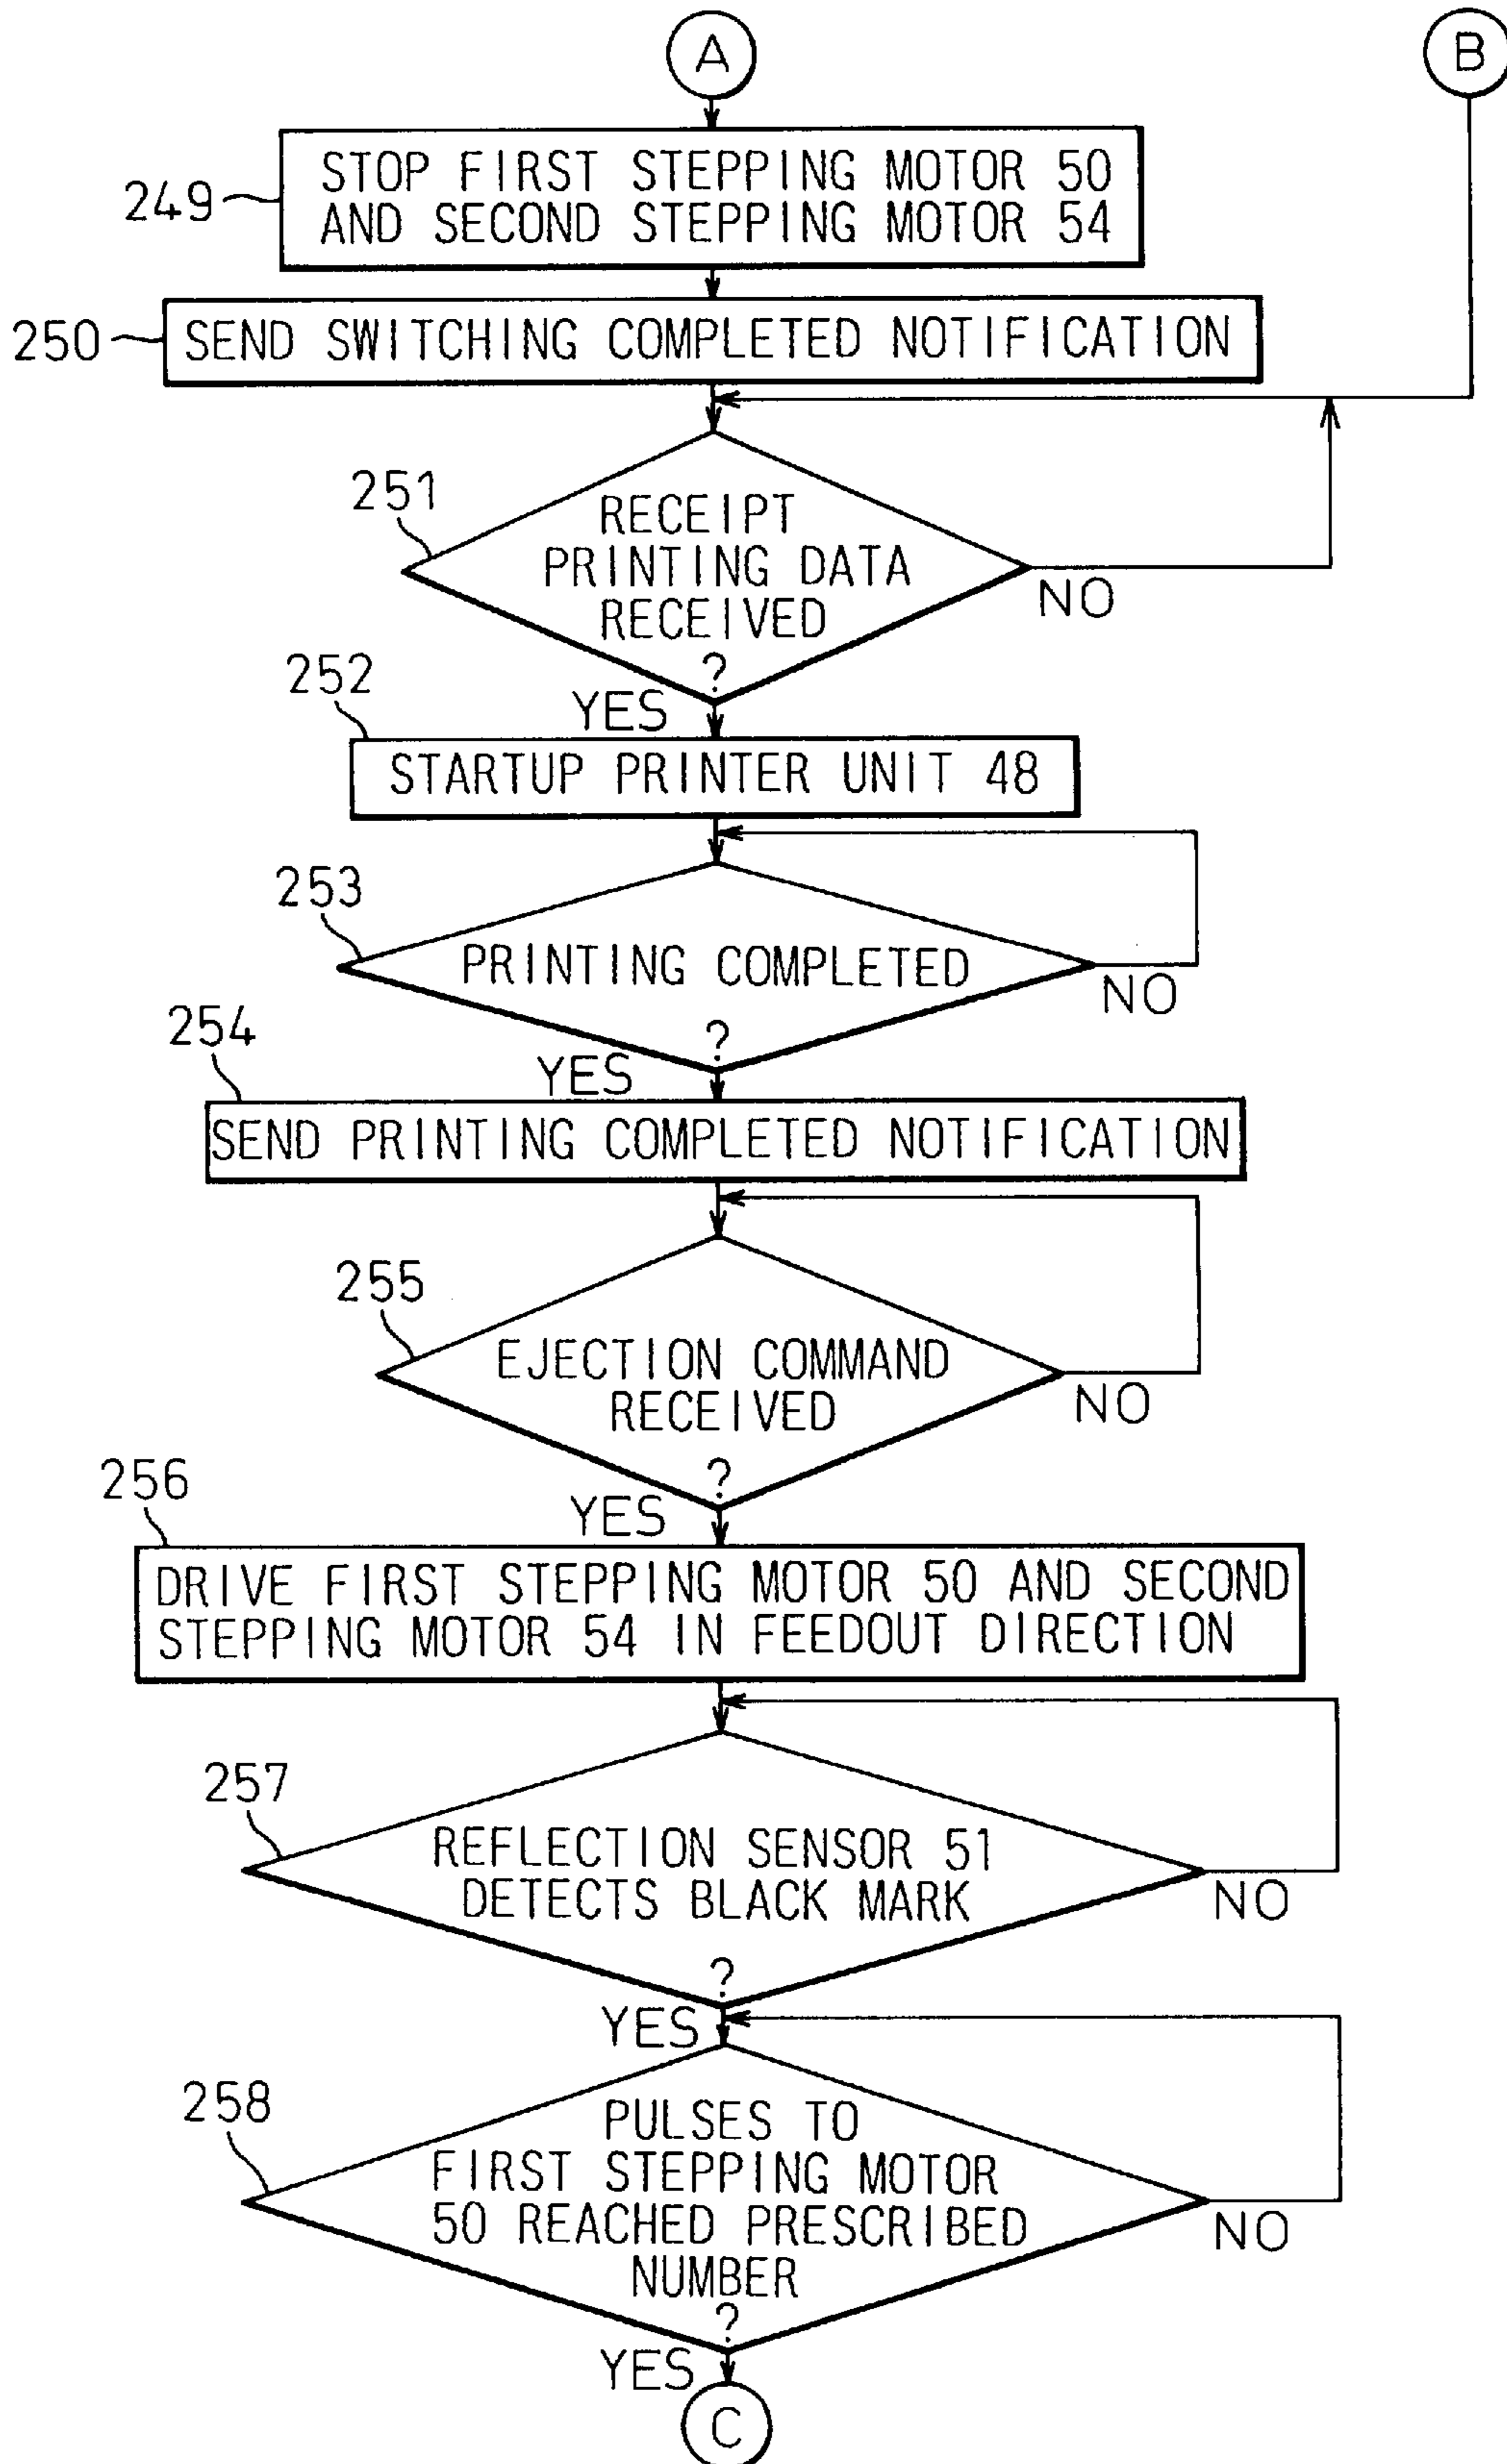 A
B
249
STOP FIRST STEPPING MOTOR 50
AND SECOND STEPPING MOTOR 54
250
SEND SWITCHING COMPLETED NOTIFICATION
251
RECEIPT
PRINTING DATA
RECEIVED
?
NO
YES
252
STARTUP PRINTER UNIT 48
253
PRINTING COMPLETED
?
NO
YES
254
SEND PRINTING COMPLETED NOTIFICATION
255
EJECTION COMMAND
RECEIVED
?
NO
YES
256
DRIVE FIRST STEPPING MOTOR 50 AND SECOND
STEPPING MOTOR 54 IN FEEDOUT DIRECTION
257
REFLECTION SENSOR 51
DETECTS BLACK MARK
?
NO
YES
258
PULSES TO
FIRST STEPPING MOTOR
50 REACHED PRESCRIBED
NUMBER
?
NO
YES
C